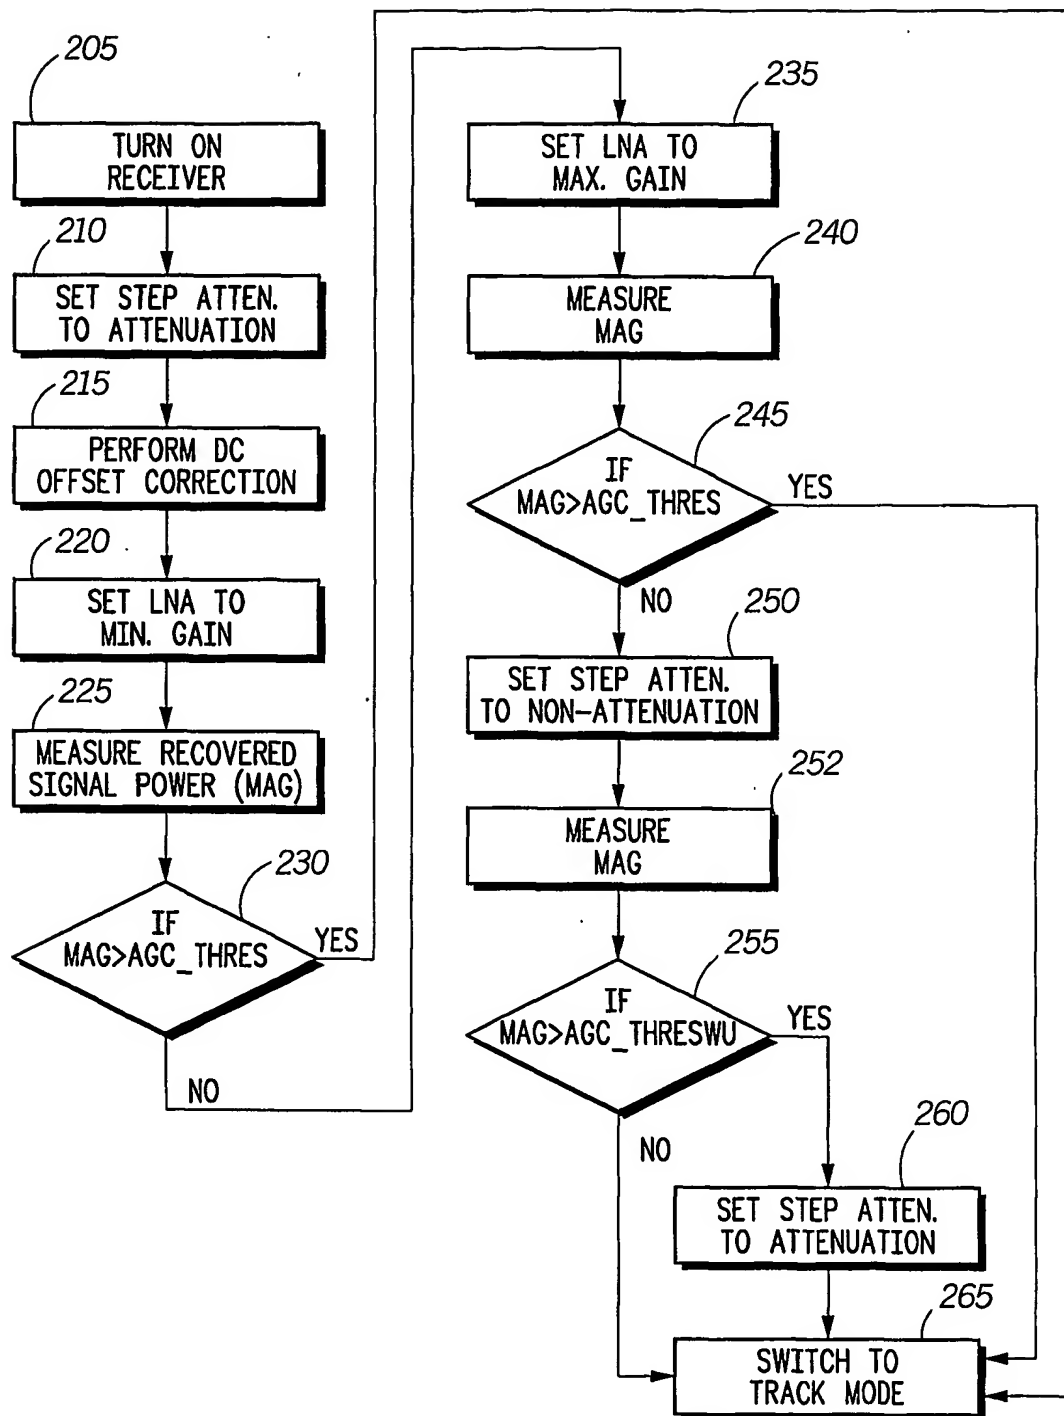 205
TURN ON
RECEIVER
210
SET STEP ATTEN.
TO ATTENUATION
215
PERFORM DC
OFFSET CORRECTION
220
SET LNA TO
MIN. GAIN
225
MEASURE RECOVERED
SIGNAL POWER (MAG)
230
IF
MAG>AGC_THRES
YES
NO
235
SET LNA TO
MAX. GAIN
240
MEASURE
MAG
245
IF
MAG>AGC_THRES
YES
NO
250
SET STEP ATTEN.
TO NON-ATTENUATION
252
MEASURE
MAG
255
IF
MAG>AGC_THRESWU
YES
NO
260
SET STEP ATTEN.
TO ATTENUATION
265
SWITCH TO
TRACK MODE